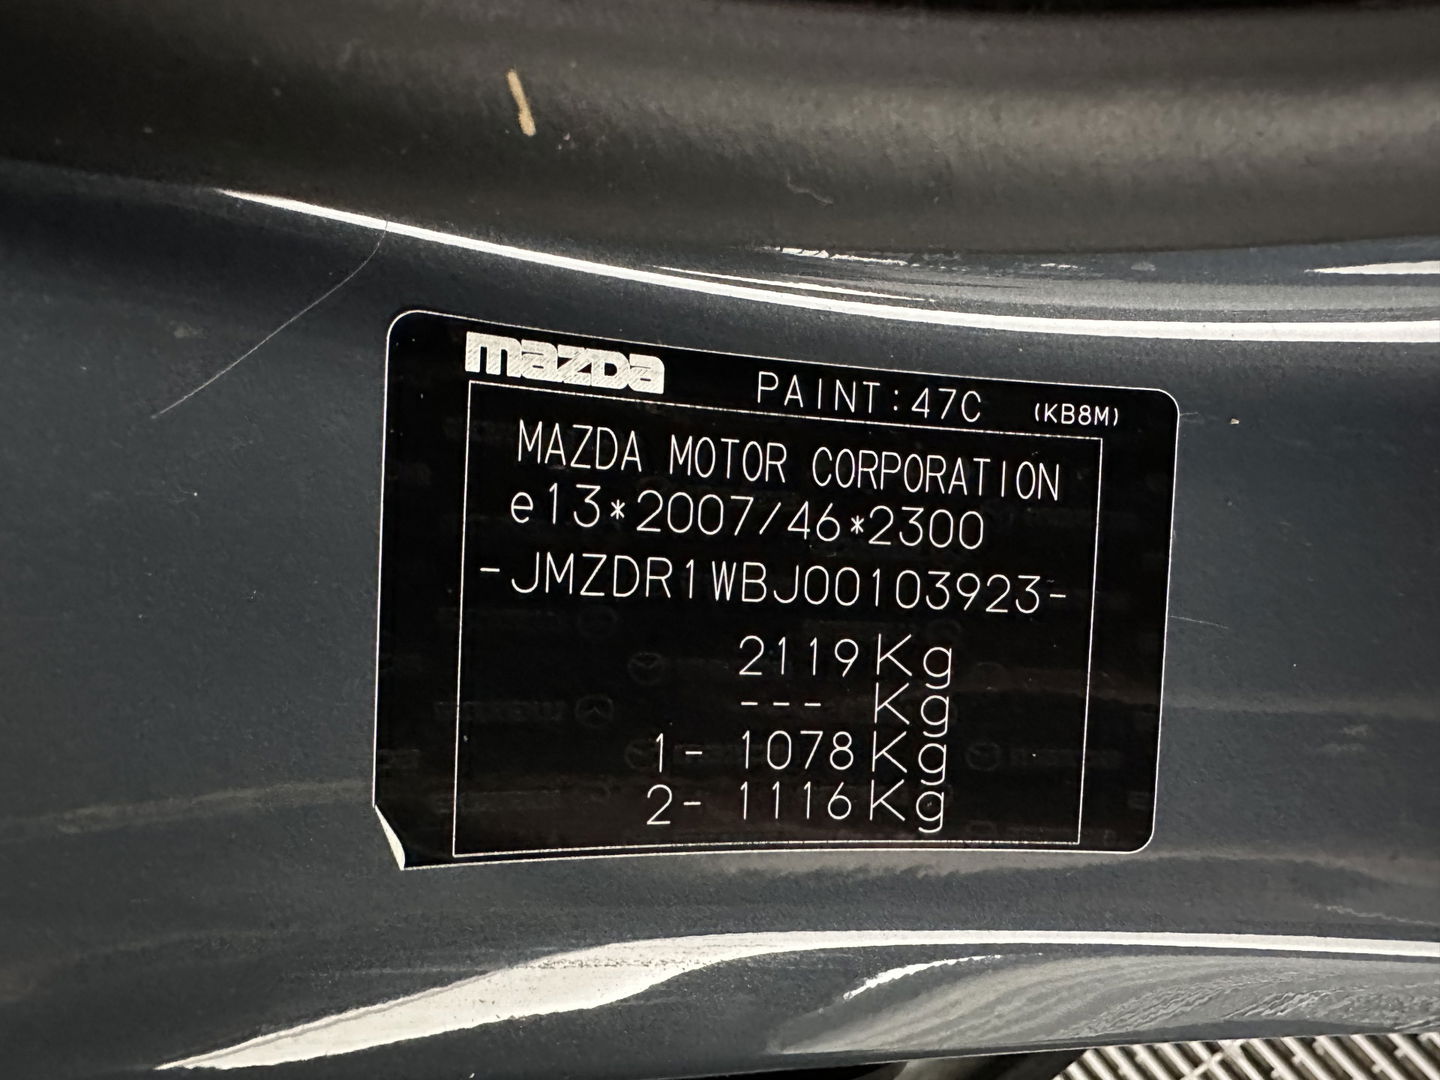 mazda PAINT:47C (KB8M)
MAZDA MOTOR CORPORATION
e13*2007/46*2300
-JMZDR1WBJ00103923-
2119Kg
--- Kg
1- 1078Kg
2- 1116Kg